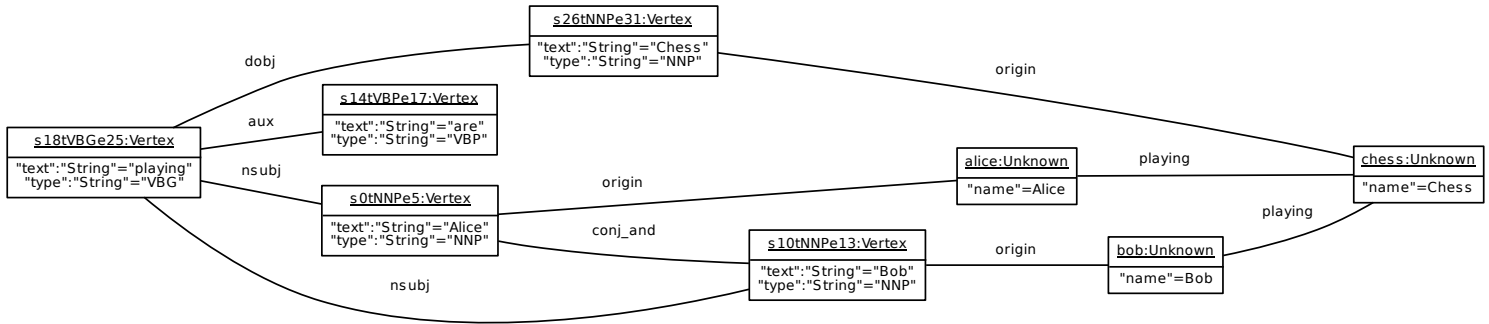 s26tNNPe31:Vertex
"text":"String"="Chess"
"type":"String"="NNP"
dobj
origin
s14tVBPe17:Vertex
"text":"String"="are"
"type":"String"="VBP"
aux
s18tVBGe25:Vertex
"text":"String"="playing"
"type":"String"="VBG"
nsubj
s0tNNPe5:Vertex
"text":"String"="Alice"
"type":"String"="NNP"
origin
alice:Unknown
"name"=Alice
playing
chess:Unknown
"name"=Chess
conj_and
s10tNNPe13:Vertex
"text":"String"="Bob"
"type":"String"="NNP"
origin
bob:Unknown
"name"=Bob
playing
nsubj